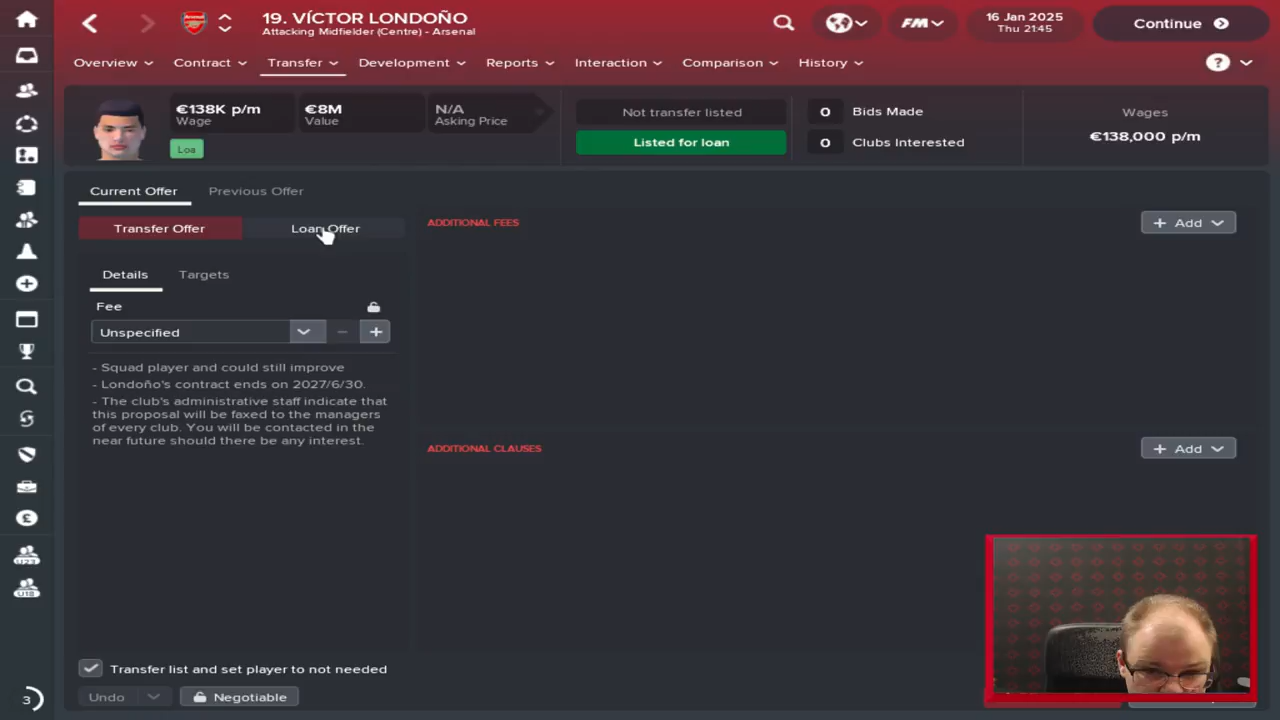 19. VÍCTOR LONDOÑO
Attacking Midfielder (Centre) - Arsenal
FM
16 Jan 2025
Thu 21:45
Continue
Overview
Contract
Transfer
Development
Reports
Interaction
Comparison
History
?
€138K p/m
Wage
€8M
Value
N/A
Asking Price
Loa
Not transfer listed
Listed for loan
0 Bids Made
0 Clubs Interested
Wages
€138,000 p/m
Current Offer
Previous Offer
Transfer Offer
Loan Offer
Details
Targets
Fee
Unspecified
- Squad player and could still improve
- Londoño's contract ends on 2027/6/30.
- The club's administrative staff indicate that
this proposal will be faxed to the managers
of every club. You will be contacted in the
near future should there be any interest.
ADDITIONAL FEES
+ Add
ADDITIONAL CLAUSES
+ Add
Transfer list and set player to not needed
Undo
Negotiable
£
U23
U18
3